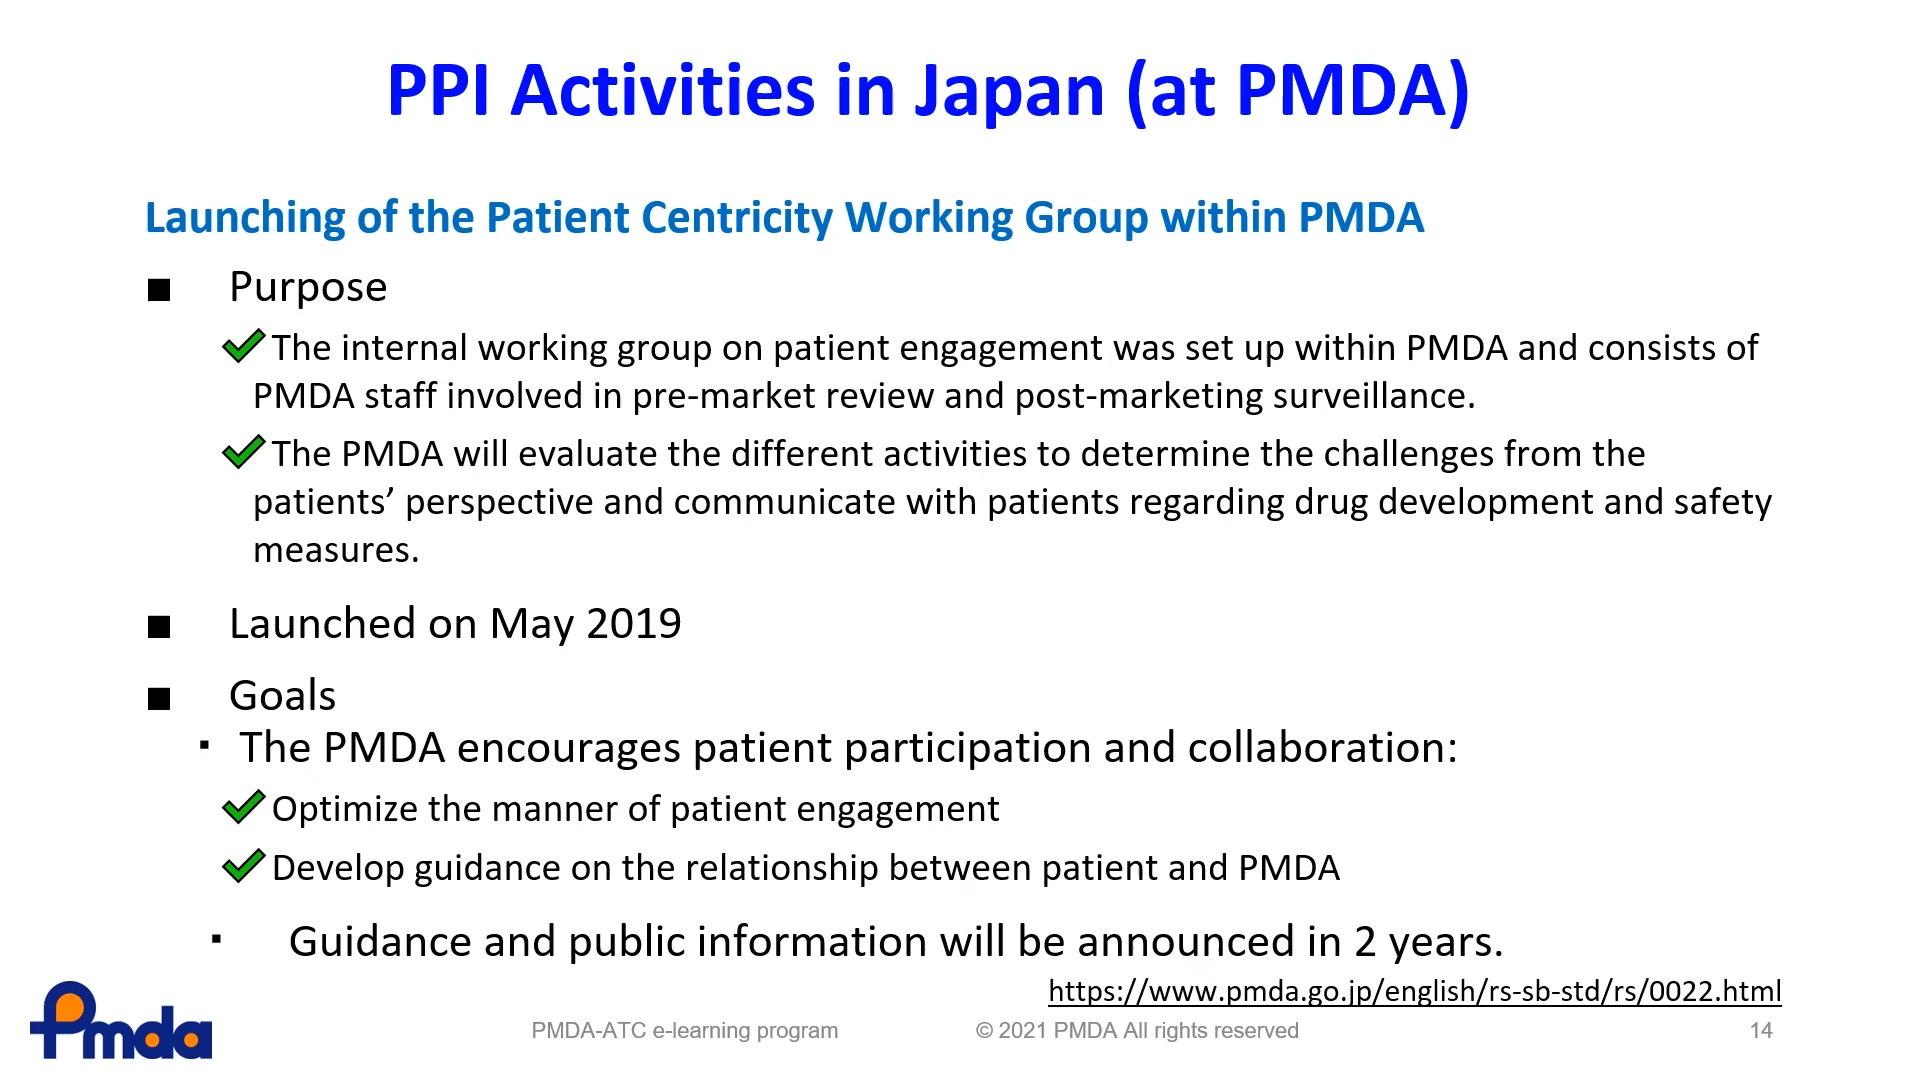 PPI Activities in Japan (at PMDA)
Launching of the Patient Centricity Working Group within PMDA
■ Purpose
✔The internal working group on patient engagement was set up within PMDA and consists of
PMDA staff involved in pre-market review and post-marketing surveillance.
✔The PMDA will evaluate the different activities to determine the challenges from the
patients’ perspective and communicate with patients regarding drug development and safety
measures.
■ Launched on May 2019
■ Goals
▪ The PMDA encourages patient participation and collaboration:
✔Optimize the manner of patient engagement
✔Develop guidance on the relationship between patient and PMDA
▪ Guidance and public information will be announced in 2 years.
https://www.pmda.go.jp/english/rs-sb-std/rs/0022.html
Pmda
PMDA-ATC e-learning program © 2021 PMDA All rights reserved 14